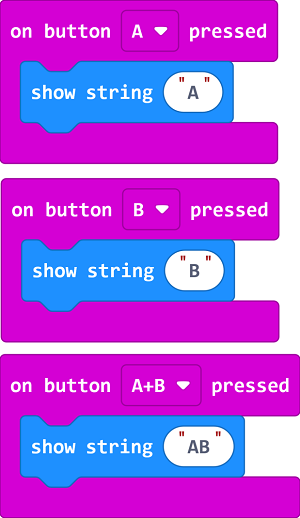 on button A pressed
show string "A"
on button B pressed
show string "B"
on button A+B pressed
show string "AB"